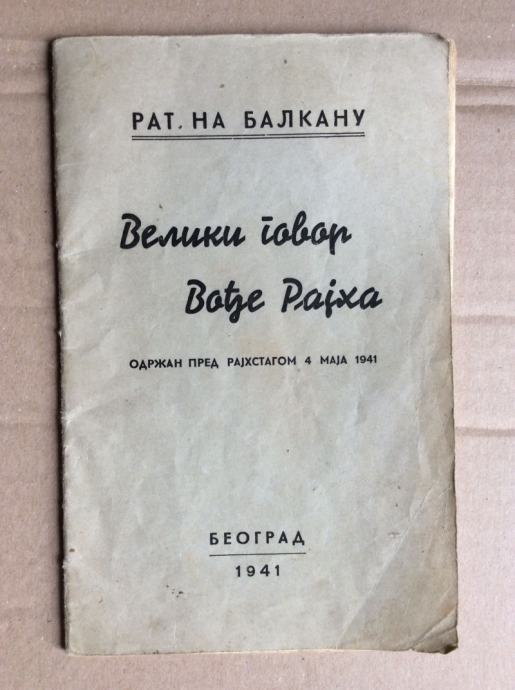 РАТ. НА БАЛКАНУ
Велики говор
Вође Рајха
ОДРЖАН ПРЕД РАЈХСТАГОМ 4 МАЈА 1941
БЕОГРАД
1941